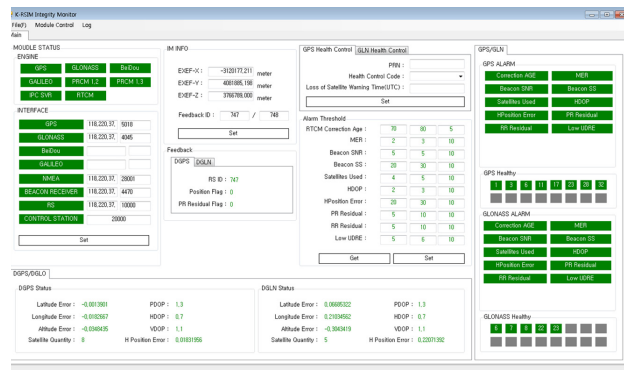 K-RSIM Integrity Monitor
File(F) Module Control Log
Main
MOUDLE STATUS
ENGINE
GPS GLONASS BeiDou
GALILEO PRCM 1,2 PRCM 1,3
IPC SVR RTCM
INTERFACE
GPS 118,220,37, 5018
GLONASS 118,220,37, 4045
BeiDou
GALILEO
NMEA 118,220,37, 28001
BEACON RECEIVER 118,220,37, 4470
RS 118,220,37, 10000
CONTROL STATION 20000
Set
IM INFO
EXEF-X : -3120177,211 meter
EXEF-Y : 4081885,198 meter
EXEF-Z : 3766789,000 meter
Feedback ID : 747 / 748
Set
Feedback
DGPS DGLN
RS ID : 747
Position Flag : 0
PR Residual Flag : 0
GPS Health Control GLN Health Control
PRN :
Health Control Code :
Loss of Satellite Warning Time(UTC) :
Set
Alarm Threshold
RTCM Correction Age : 70 80 5
MER : 2 3 10
Beacon SNR : 5 5 10
Beacon SS : 20 30 10
Satellites Used : 4 5 10
HDOP : 2 3 10
HPosition Error : 20 30 10
PR Residual : 5 10 10
RR Residual : 5 10 10
Low UDRE : 5 6 10
Get Set
GPS/GLN
GPS ALARM
Correction AGE MER
Beacon SNR Beacon SS
Satellites Used HDOP
HPosition Error PR Residual
RR Residual Low UDRE
GPS Healthy
1 3 6 11 17 23 28 32
GLONASS ALARM
Correction AGE MER
Beacon SNR Beacon SS
Satellites Used HDOP
HPosition Error PR Residual
RR Residual Low UDRE
GLONASS Healthy
6 7 8 22 23
DGPS/DGLO
DGPS Status
Latitude Error : -0,0013901 PDOP : 1,3
Longitude Error : -0,0182667 HDOP : 0,7
Altitude Error : -0,0348435 VDOP : 1,1
Satellite Quantity : 8 H Position Error : 0,01831956
DGLN Status
Latitude Error : 0,06685322 PDOP : 1,3
Longitude Error : 0,21034562 HDOP : 0,7
Altitude Error : -0,3043419 VDOP : 1,1
Satellite Quantity : 5 H Position Error : 0,22071392